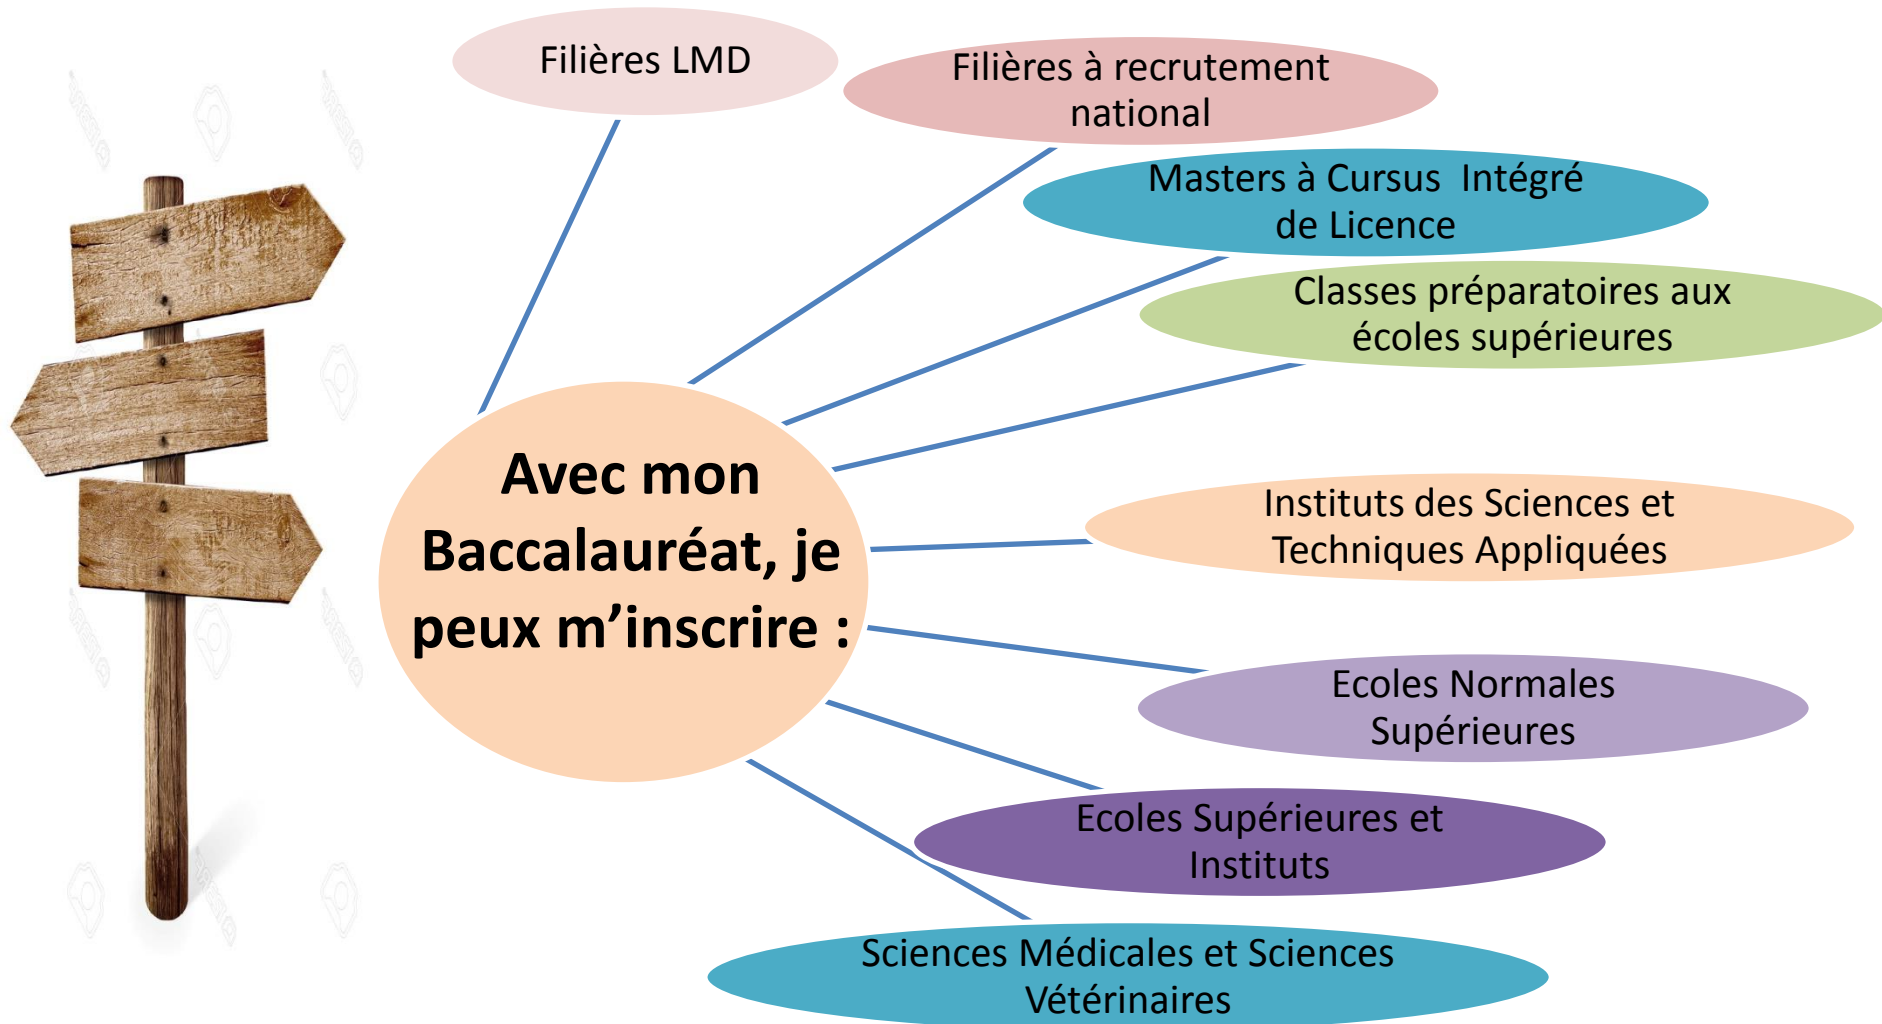 Filières LMD
Filières à recrutement
national
Masters à Cursus Intégré
de Licence
Classes préparatoires aux
écoles supérieures
Avec mon
Baccalauréat, je
peux m’inscrire :
Instituts des Sciences et
Techniques Appliquées
Ecoles Normales
Supérieures
Ecoles Supérieures et
Instituts
Sciences Médicales et Sciences
Vétérinaires